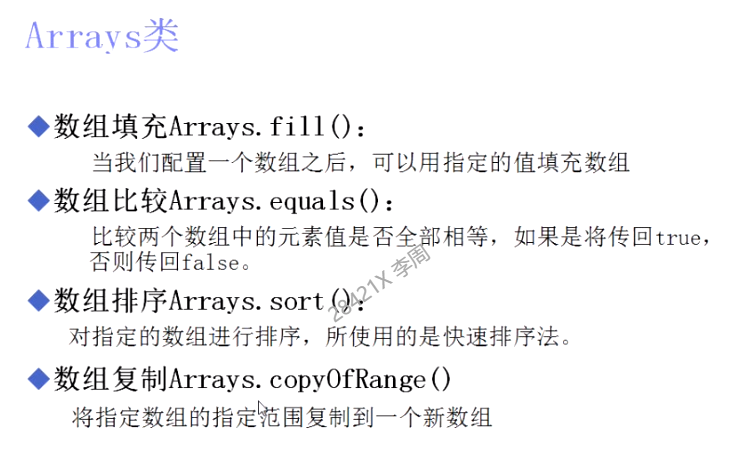 Arrays类
◆数组填充Arrays.fill():
当我们配置一个数组之后，可以用指定的值填充数组
◆数组比较Arrays.equals():
比较两个数组中的元素值是否全部相等，如果是将传回true，
否则传回false。
28421X 李周
◆数组排序Arrays.sort():
对指定的数组进行排序，所使用的是快速排序法。
◆数组复制Arrays.copyOfRange()
将指定数组的指定范围复制到一个新数组